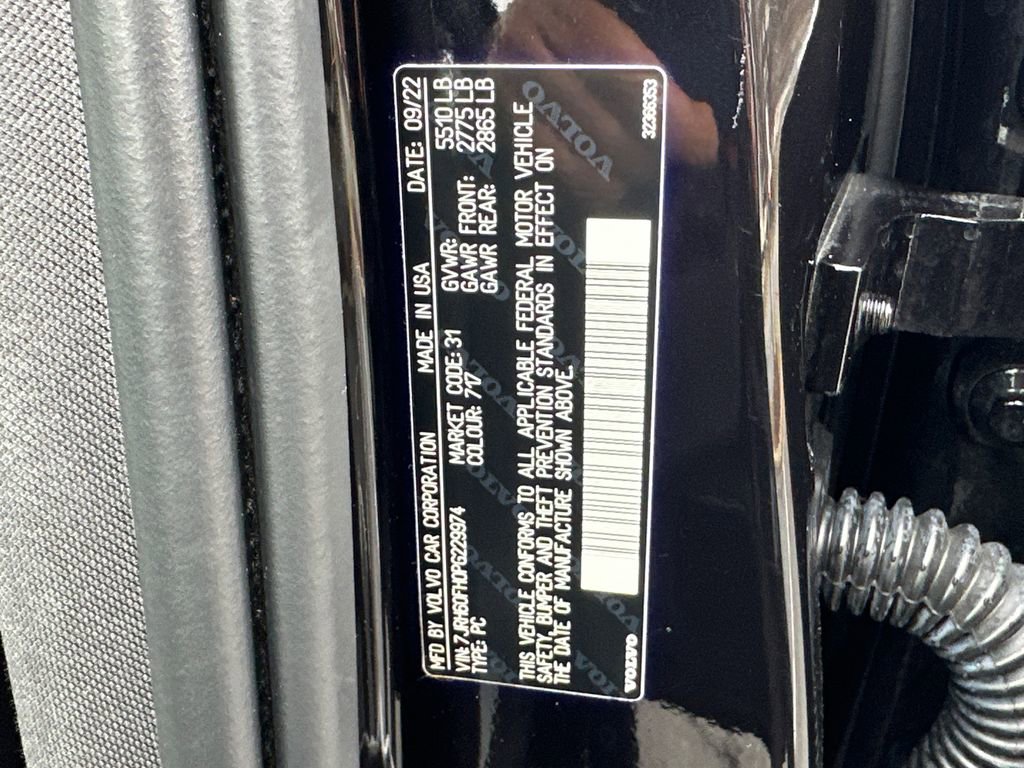 MFD BY VOLVO CAR CORPORATION MADE IN USA DATE: 09/22
VIN: 7JRH60FH0PG229974 MARKET CODE: 31 GVWR: 5510 LB
TYPE: PC COLOUR: 717 GAWR FRONT: 2775 LB
GAWR REAR: 2865 LB
THIS VEHICLE CONFORMS TO ALL APPLICABLE FEDERAL MOTOR VEHICLE
SAFETY, BUMPER AND THEFT PREVENTION STANDARDS IN EFFECT ON
THE DATE OF MANUFACTURE SHOWN ABOVE.
VOLVO 32366363